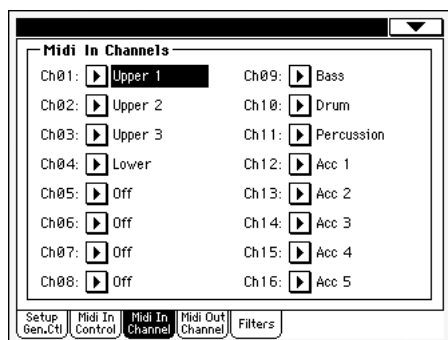 Midi In Channels
Ch01: Upper 1
Ch02: Upper 2
Ch03: Upper 3
Ch04: Lower
Ch05: Off
Ch06: Off
Ch07: Off
Ch08: Off
Ch09: Bass
Ch10: Drum
Ch11: Percussion
Ch12: Acc 1
Ch13: Acc 2
Ch14: Acc 3
Ch15: Acc 4
Ch16: Acc 5
Setup Gen.Ctl
Midi In Control
Midi In Channel
Midi Out Channel
Filters